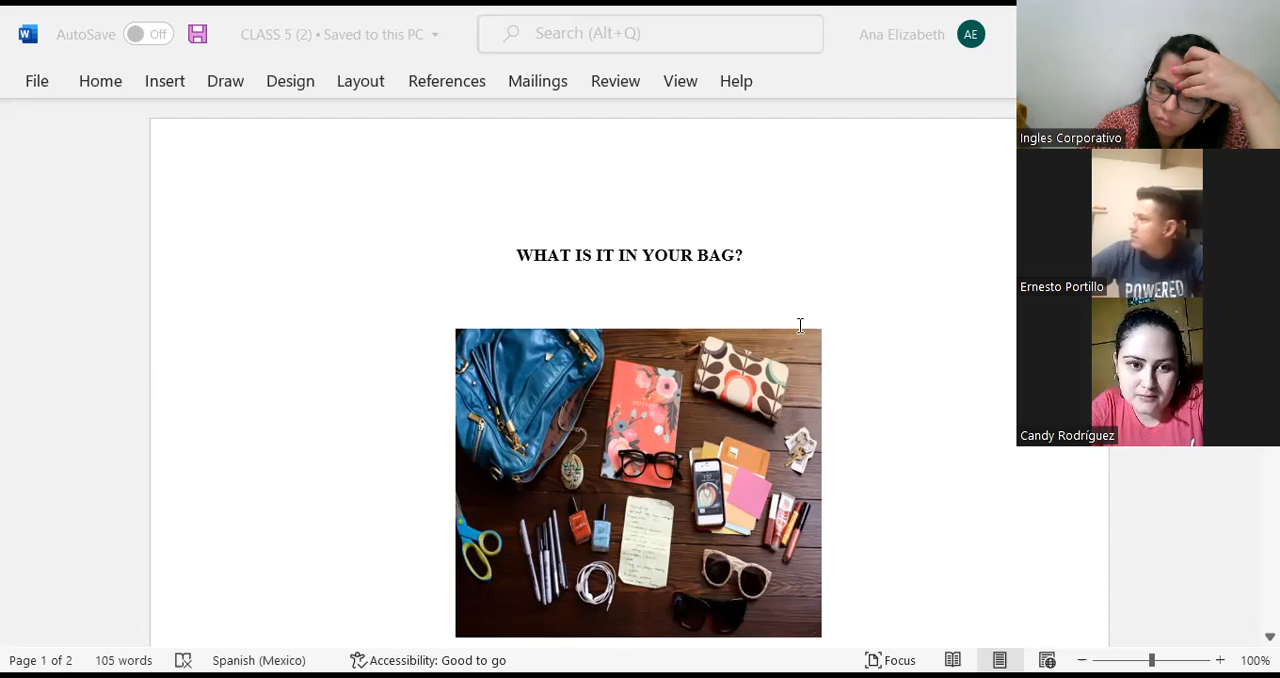 AutoSave Off CLASS 5 (2) • Saved to this PC Search (Alt+Q) Ana Elizabeth AE
File Home Insert Draw Design Layout References Mailings Review View Help
Ingles Corporativo
WHAT IS IT IN YOUR BAG?
POWERED
Ernesto Portillo
Candy Rodríguez
Page 1 of 2 105 words Spanish (Mexico) Accessibility: Good to go Focus 100%